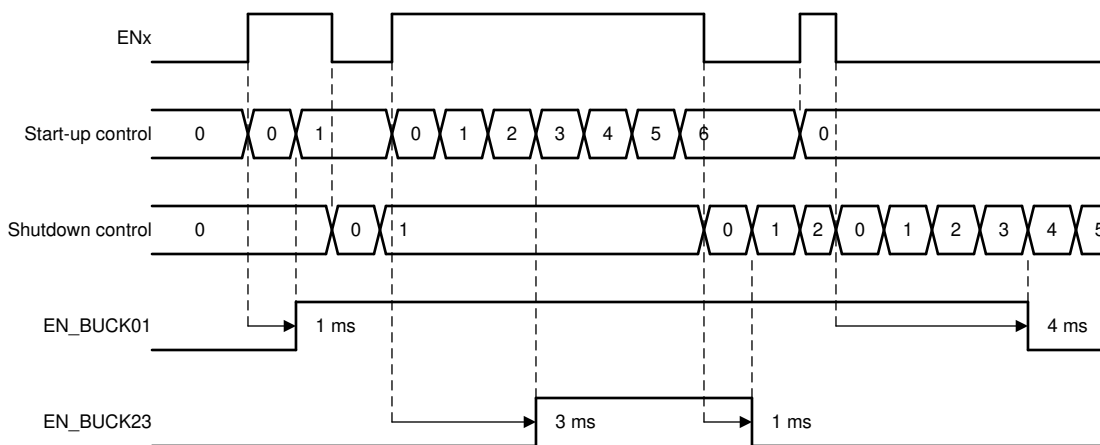 ENx
Start-up control 0 0 1 0 1 2 3 4 5 6 0
Shutdown control 0 0 1 0 1 2 0 1 2 3 4 5
EN_BUCK01 1 ms 4 ms
EN_BUCK23 3 ms 1 ms